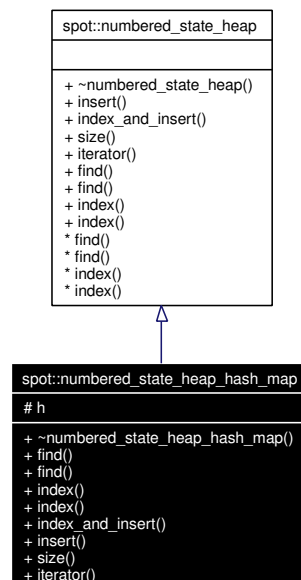 spot::numbered_state_heap
+ ~numbered_state_heap()
+ insert()
+ index_and_insert()
+ size()
+ iterator()
+ find()
+ find()
+ index()
+ index()
* find()
* find()
* index()
* index()
spot::numbered_state_heap_hash_map
# h
+ ~numbered_state_heap_hash_map()
+ find()
+ find()
+ index()
+ index()
+ index_and_insert()
+ insert()
+ size()
+ iterator()